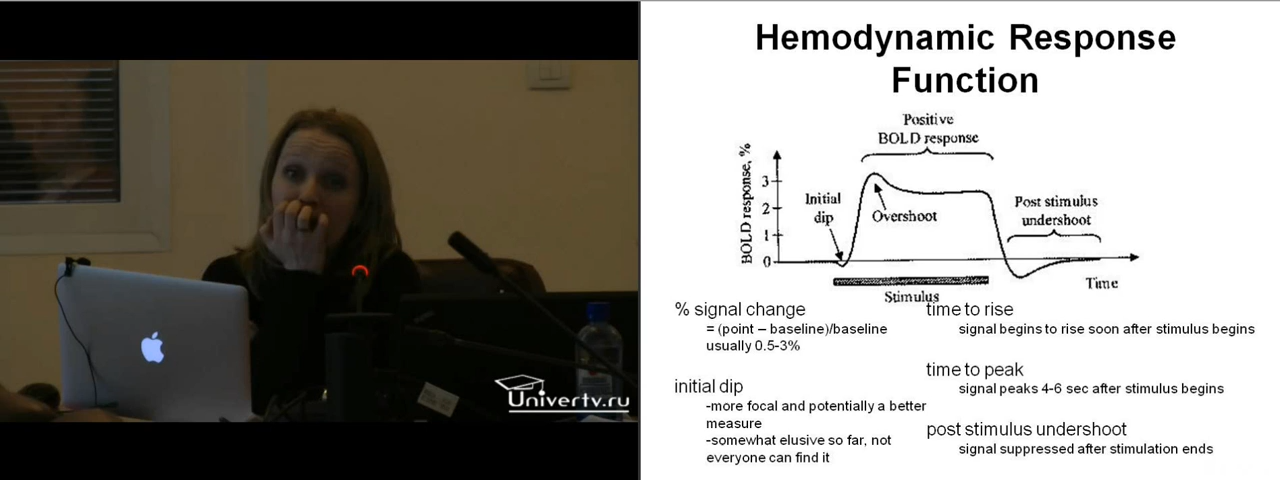 Univertv.ru
Hemodynamic Response
Function
Positive
BOLD response
BOLD response, %
3
2
1
0
Initial
dip
Overshoot
Post stimulus
undershoot
Time
Stimulus
% signal change
= (point – baseline)/baseline
usually 0.5-3%
initial dip
-more focal and potentially a better
measure
-somewhat elusive so far, not
everyone can find it
time to rise
signal begins to rise soon after stimulus begins
time to peak
signal peaks 4-6 sec after stimulus begins
post stimulus undershoot
signal suppressed after stimulation ends